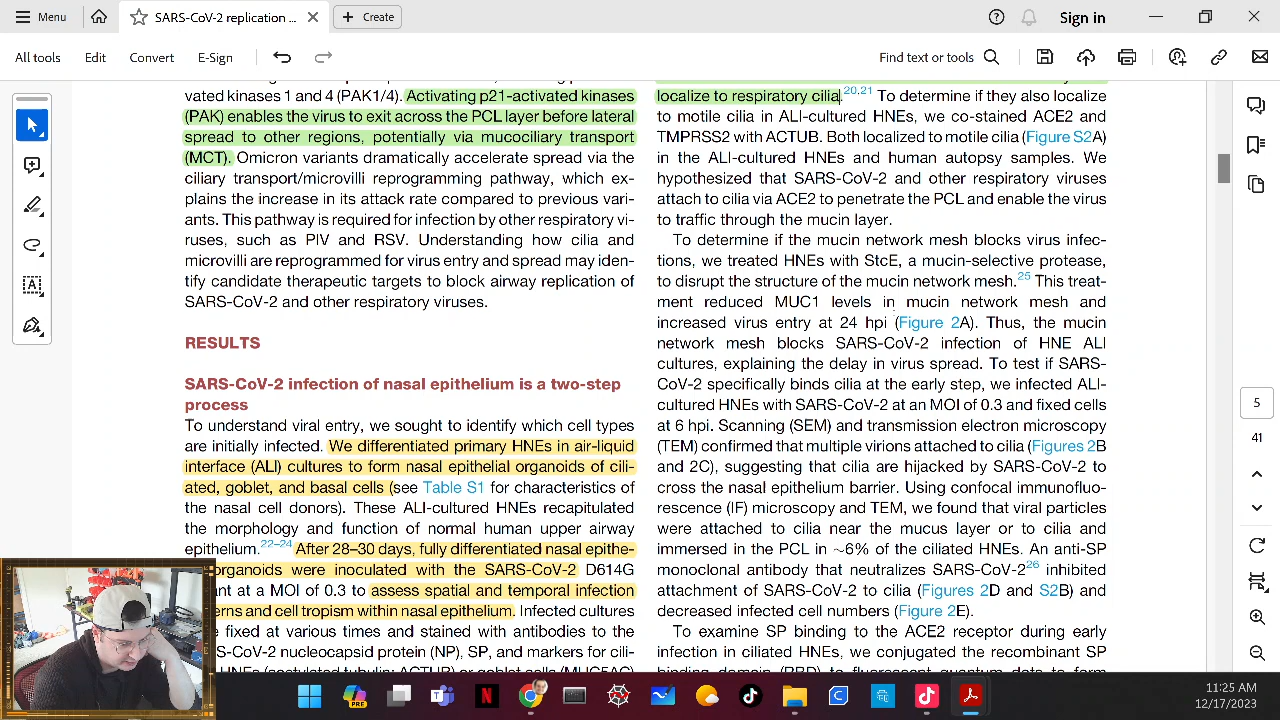 Menu
SARS-CoV-2 replication ...
Create
Sign in
All tools
Edit
Convert
E-Sign
Find text or tools
vated kinases 1 and 4 (PAK1/4). Activating p21-activated kinases
(PAK) enables the virus to exit across the PCL layer before lateral
spread to other regions, potentially via mucociliary transport
(MCT). Omicron variants dramatically accelerate spread via the
ciliary transport/microvilli reprogramming pathway, which ex-
plains the increase in its attack rate compared to previous vari-
ants. This pathway is required for infection by other respiratory vi-
ruses, such as PIV and RSV. Understanding how cilia and
microvilli are reprogrammed for virus entry and spread may iden-
tify candidate therapeutic targets to block airway replication of
SARS-CoV-2 and other respiratory viruses.
RESULTS
SARS-CoV-2 infection of nasal epithelium is a two-step
process
To understand viral entry, we sought to identify which cell types
are initially infected. We differentiated primary HNEs in air-liquid
interface (ALI) cultures to form nasal epithelial organoids of cili-
ated, goblet, and basal cells (see Table S1 for characteristics of
the nasal cell donors). These ALI-cultured HNEs recapitulated
the morphology and function of normal human upper airway
epithelium.22–24 After 28–30 days, fully differentiated nasal epithe-
organoids were inoculated with the SARS-CoV-2 D614G
at a MOI of 0.3 to assess spatial and temporal infection
and cell tropism within nasal epithelium. Infected cultures
fixed at various times and stained with antibodies to the
S-CoV-2 nucleocapsid protein (NP), SP, and markers for cili-
localize to respiratory cilia.20,21 To determine if they also localize
to motile cilia in ALI-cultured HNEs, we co-stained ACE2 and
TMPRSS2 with ACTUB. Both localized to motile cilia (Figure S2A)
in the ALI-cultured HNEs and human autopsy samples. We
hypothesized that SARS-CoV-2 and other respiratory viruses
attach to cilia via ACE2 to penetrate the PCL and enable the virus
to traffic through the mucin layer.
To determine if the mucin network mesh blocks virus infec-
tions, we treated HNEs with StcE, a mucin-selective protease,
to disrupt the structure of the mucin network mesh.25 This treat-
ment reduced MUC1 levels in mucin network mesh and
increased virus entry at 24 hpi (Figure 2A). Thus, the mucin
network mesh blocks SARS-CoV-2 infection of HNE ALI
cultures, explaining the delay in virus spread. To test if SARS-
CoV-2 specifically binds cilia at the early step, we infected ALI-
cultured HNEs with SARS-CoV-2 at an MOI of 0.3 and fixed cells
at 6 hpi. Scanning (SEM) and transmission electron microscopy
(TEM) confirmed that multiple virions attached to cilia (Figures 2B
and 2C), suggesting that cilia are hijacked by SARS-CoV-2 to
cross the nasal epithelium barrier. Using confocal immunofluo-
rescence (IF) microscopy and TEM, we found that viral particles
were attached to cilia near the mucus layer or to cilia and
immersed in the PCL in ~6% of the ciliated HNEs. An anti-SP
monoclonal antibody that neutralizes SARS-CoV-226 inhibited
attachment of SARS-CoV-2 to cilia (Figures 2D and S2B) and
decreased infected cell numbers (Figure 2E).
To examine SP binding to the ACE2 receptor during early
infection in ciliated HNEs, we conjugated the recombinant SP
5
41
PRE
11:25 AM
12/17/2023